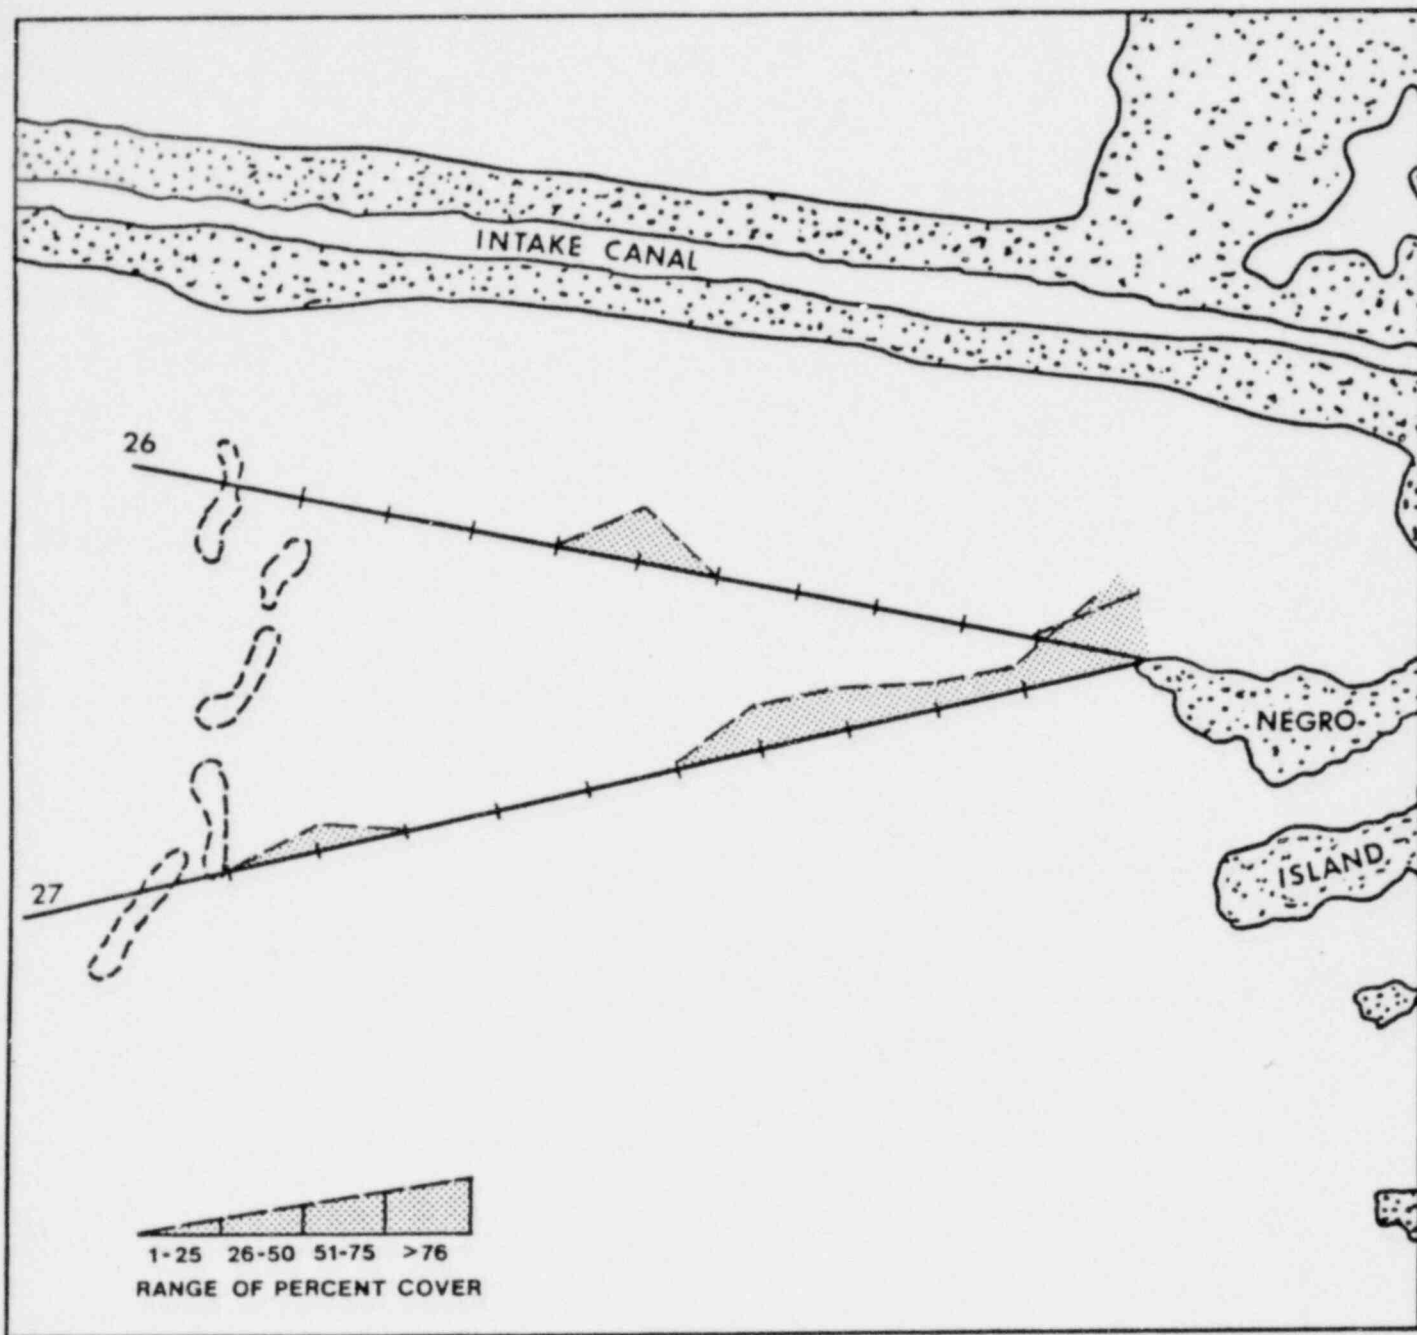 INTAKE CANAL
26
NEGRO
ISLAND
27
1-25 26-50 51-75 >76
RANGE OF PERCENT COVER